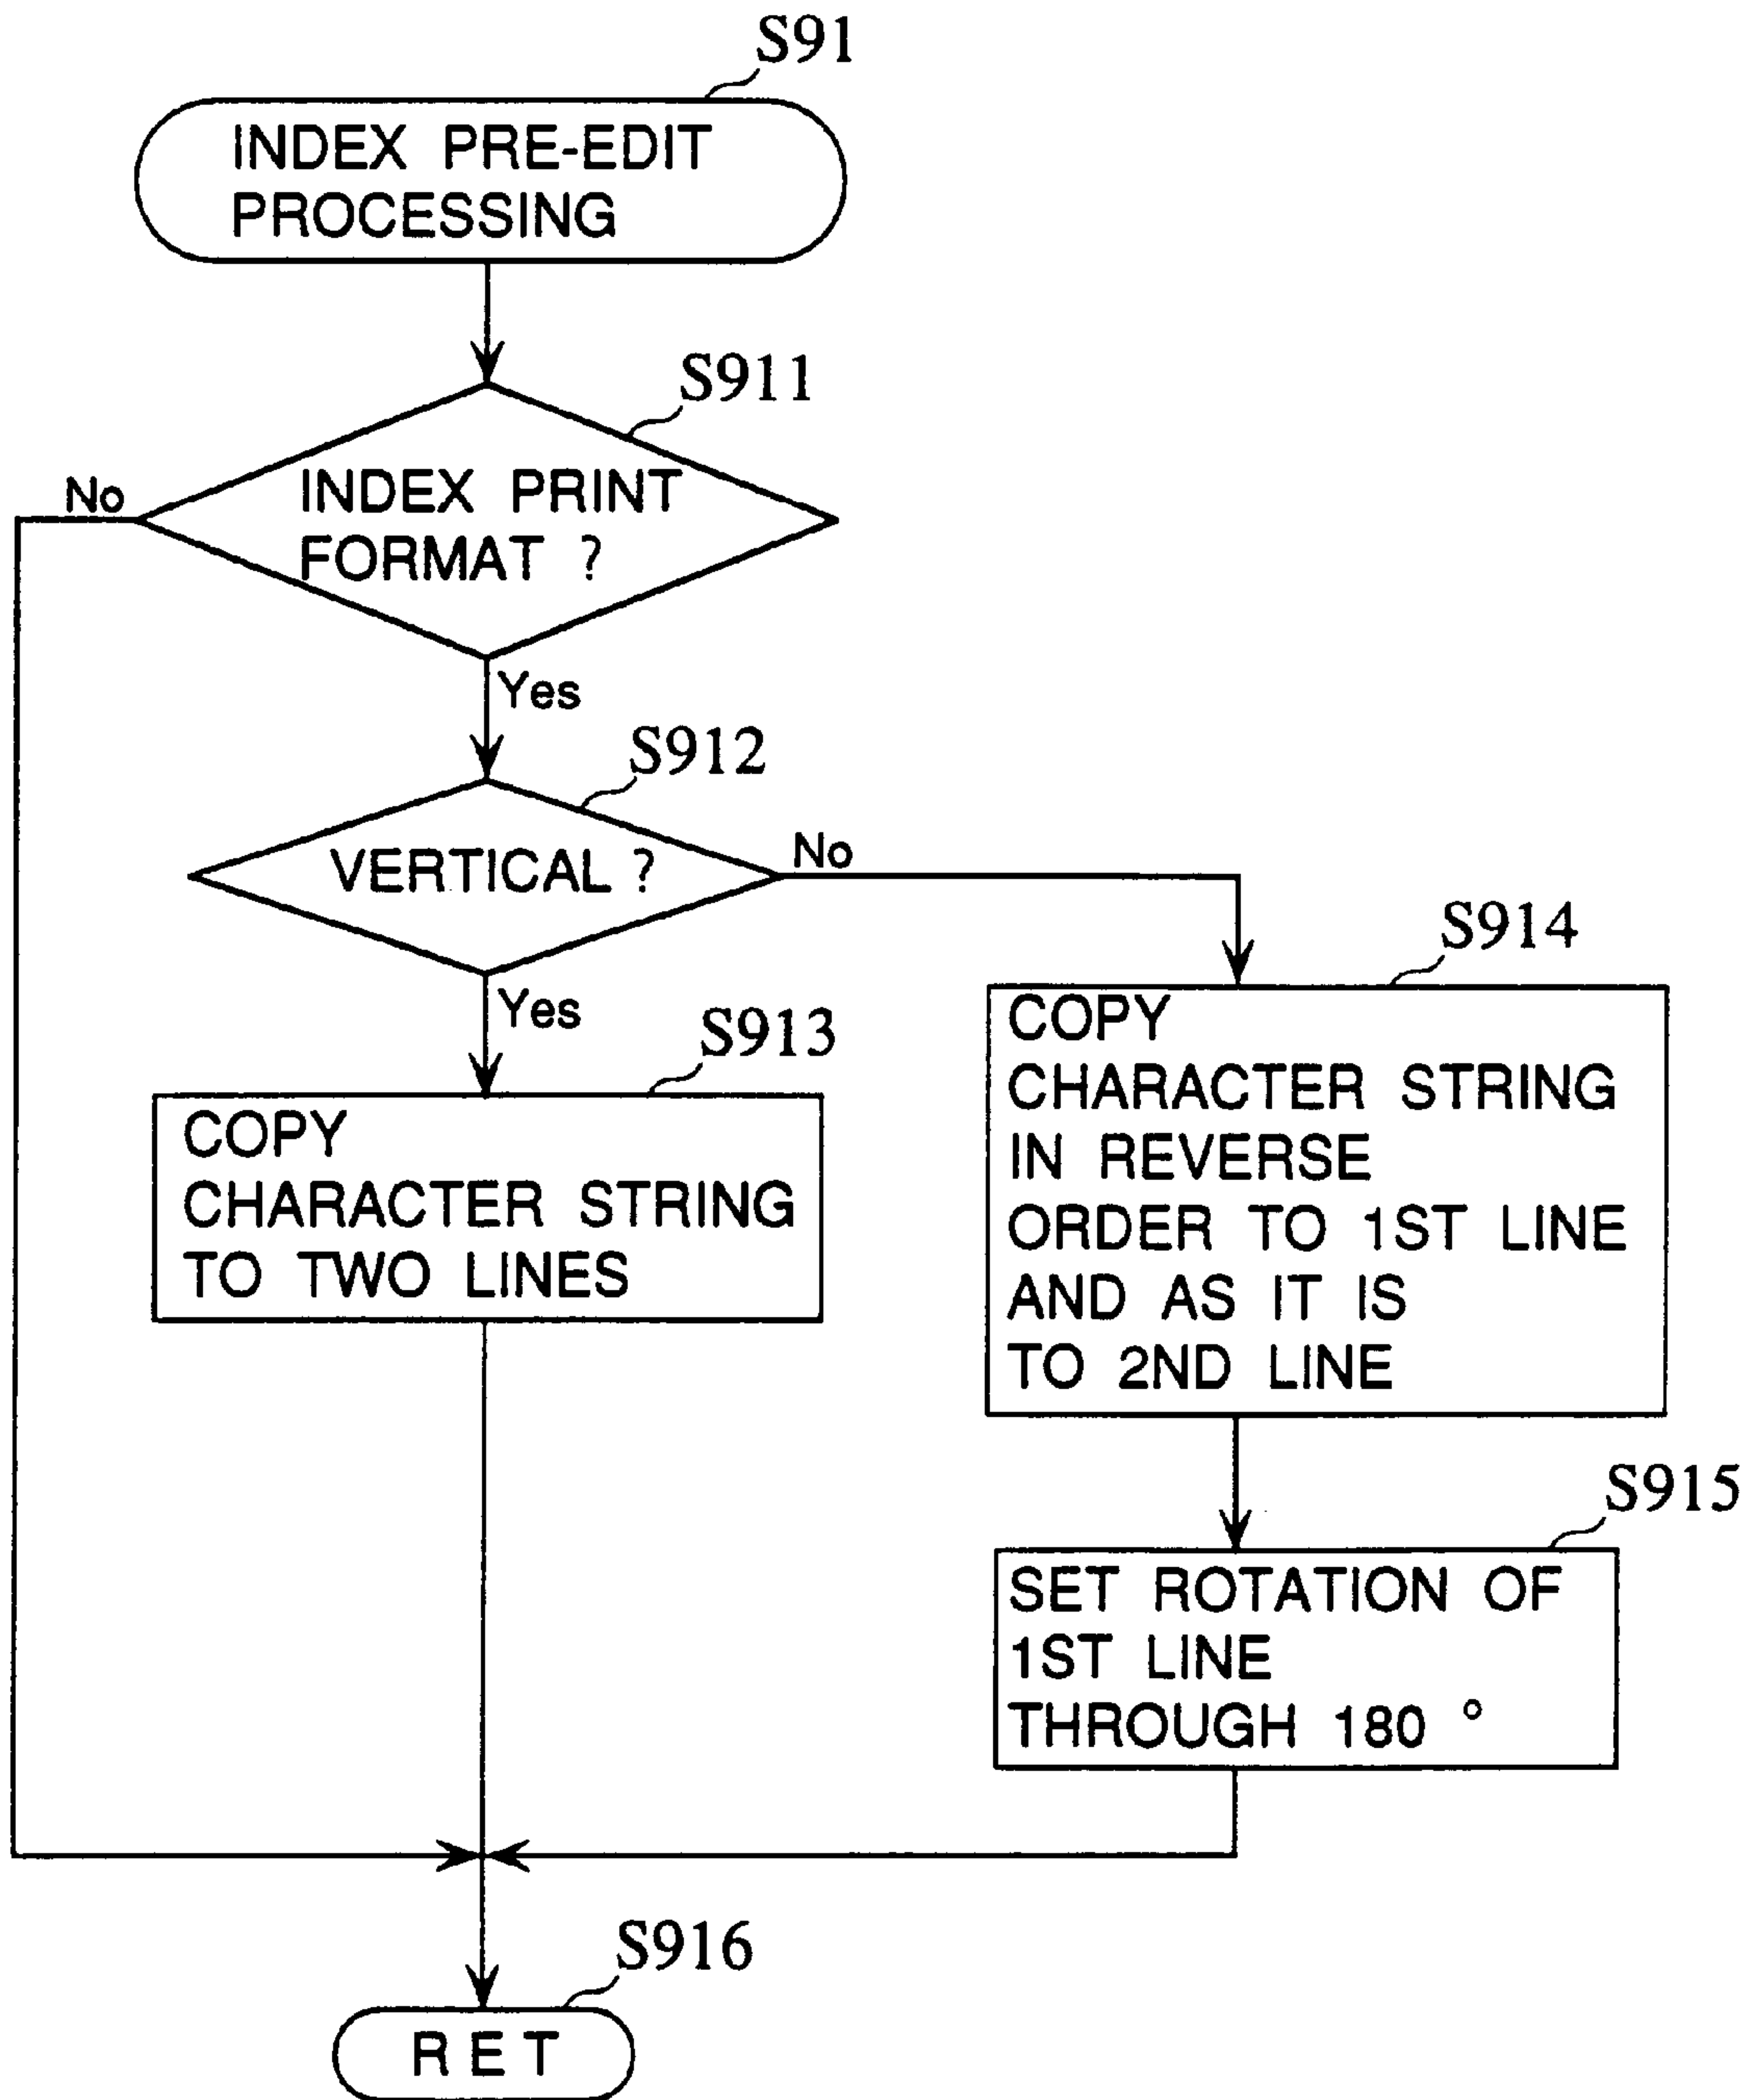 S91
INDEX PRE-EDIT
PROCESSING
S911
No
INDEX PRINT
FORMAT ?
Yes
S912
VERTICAL ?
No
Yes
S913
COPY
CHARACTER STRING
TO TWO LINES
S914
COPY
CHARACTER STRING
IN REVERSE
ORDER TO 1ST LINE
AND AS IT IS
TO 2ND LINE
S915
SET ROTATION OF
1ST LINE
THROUGH 180 °
S916
RET